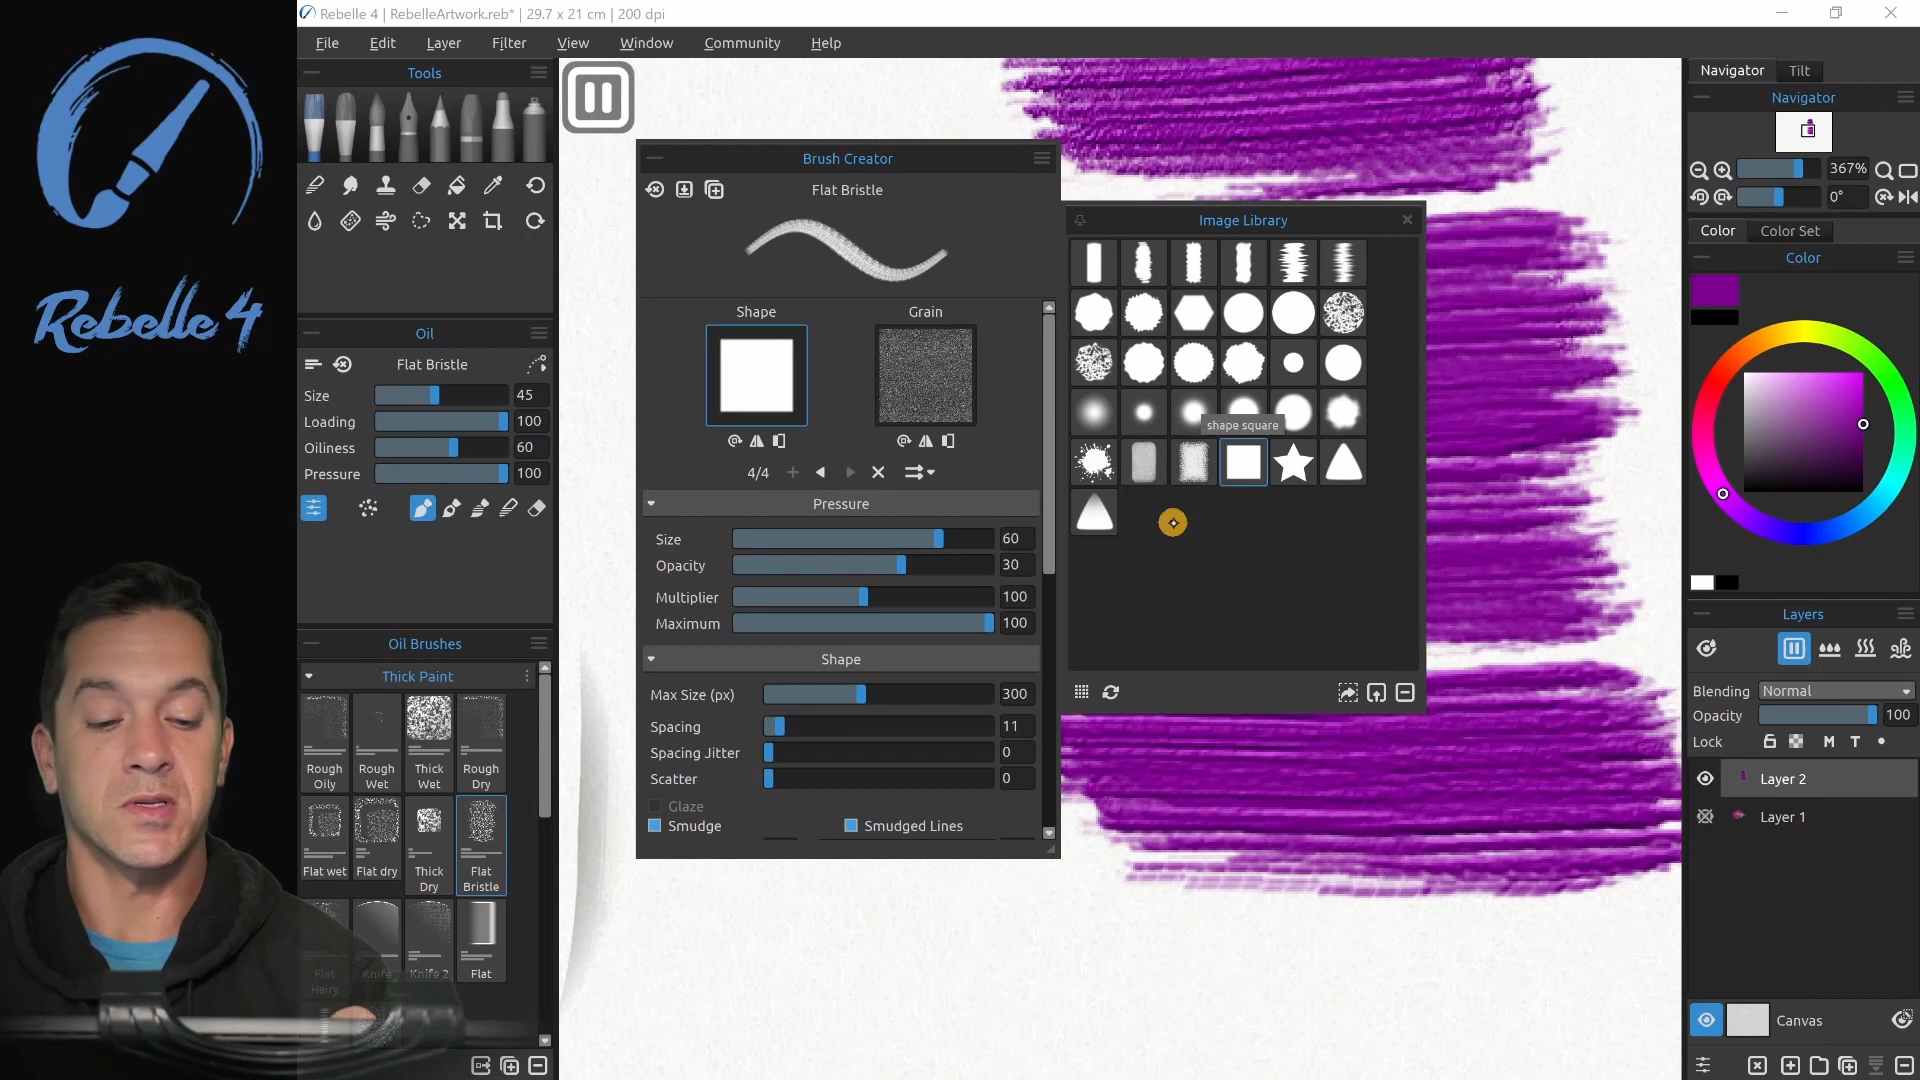 Rebelle 4 | RebelleArtwork.reb* | 29.7 x 21 cm | 200 dpi
File Edit Layer Filter View Window Community Help
Rebelle 4
Tools
Oil
Flat Bristle
Size 45
Loading 100
Oiliness 60
Pressure 100
Oil Brushes
Thick Paint
Rough Oily
Rough Wet
Thick Wet
Rough Dry
Flat wet
Flat dry
Thick Dry
Flat Bristle
Flat Hairy
Knife
Knife 2
Flat
Brush Creator
Flat Bristle
Shape Grain
4/4
Pressure
Size 60
Opacity 30
Multiplier 100
Maximum 100
Shape
Max Size (px) 300
Spacing 11
Spacing Jitter 0
Scatter 0
Glaze
Smudge Smudged Lines
Image Library
shape square
Navigator Tilt
Navigator
367%
0°
Color Color Set
Color
Layers
Blending Normal
Opacity 100
Lock M T
Layer 2
Layer 1
Canvas